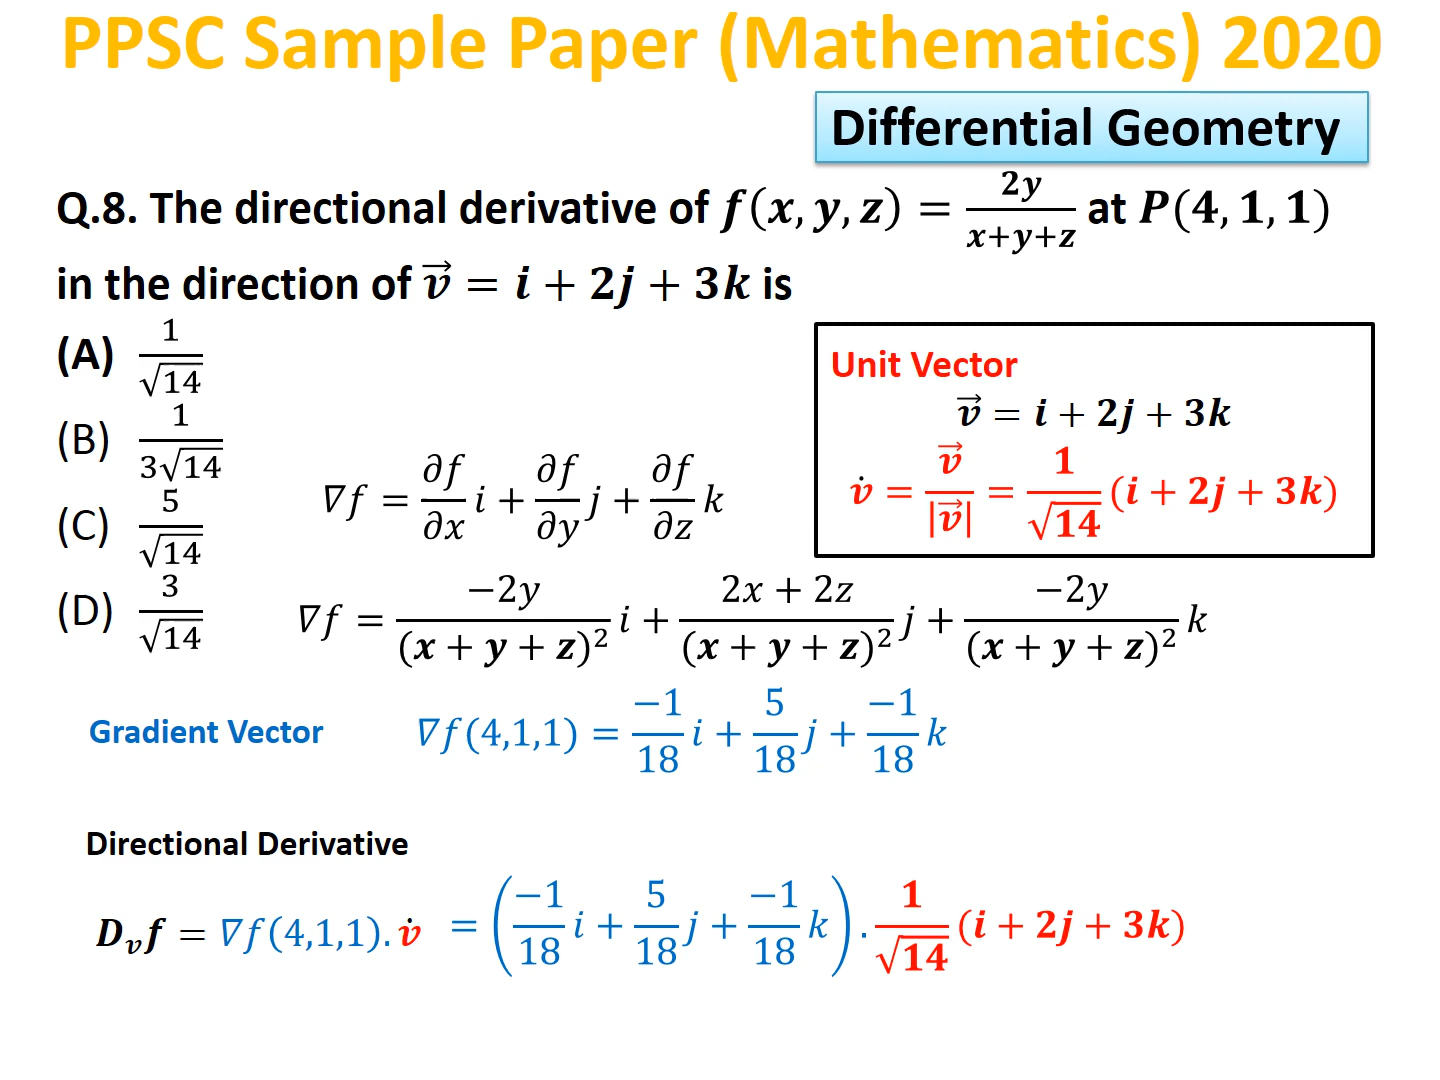 PPSC Sample Paper (Mathematics) 2020
Differential Geometry
Q.8. The directional derivative of f(x, y, z) = 2y/(x+y+z) at P(4, 1, 1)
in the direction of v⃗ = i + 2j + 3k is
(A) 1/√14
(B) 1/(3√14)
(C) 5/√14
(D) 3/√14
Unit Vector
v⃗ = i + 2j + 3k
v̇ = v⃗/|v⃗| = 1/√14 (i + 2j + 3k)
∇f = ∂f/∂x i + ∂f/∂y j + ∂f/∂z k
∇f = −2y/(x + y + z)² i + (2x + 2z)/(x + y + z)² j + −2y/(x + y + z)² k
Gradient Vector ∇f(4,1,1) = −1/18 i + 5/18 j + −1/18 k
Directional Derivative
D_v f = ∇f(4,1,1). v̇ = (−1/18 i + 5/18 j + −1/18 k) . 1/√14 (i + 2j + 3k)